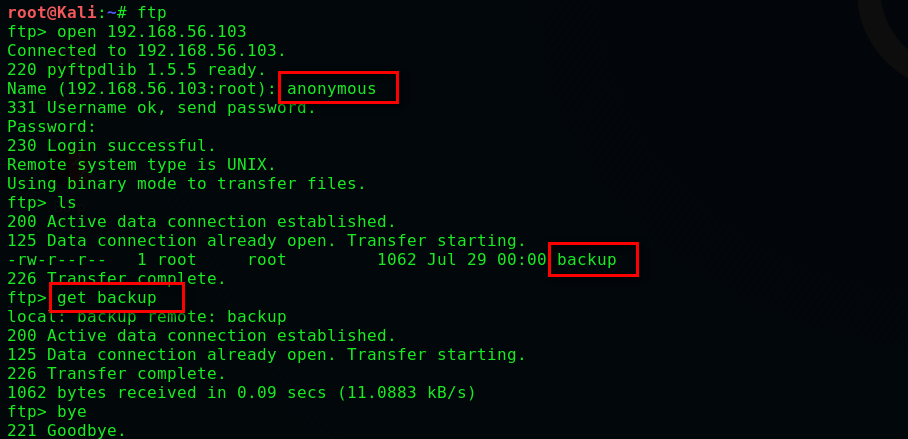 root@Kali:~# ftp
ftp> open 192.168.56.103
Connected to 192.168.56.103.
220 pyftpdlib 1.5.5 ready.
Name (192.168.56.103:root): anonymous
331 Username ok, send password.
Password:
230 Login successful.
Remote system type is UNIX.
Using binary mode to transfer files.
ftp> ls
200 Active data connection established.
125 Data connection already open. Transfer starting.
-rw-r--r--   1 root     root         1062 Jul 29 00:00 backup
226 Transfer complete.
ftp> get backup
local: backup remote: backup
200 Active data connection established.
125 Data connection already open. Transfer starting.
226 Transfer complete.
1062 bytes received in 0.09 secs (11.0883 kB/s)
ftp> bye
221 Goodbye.